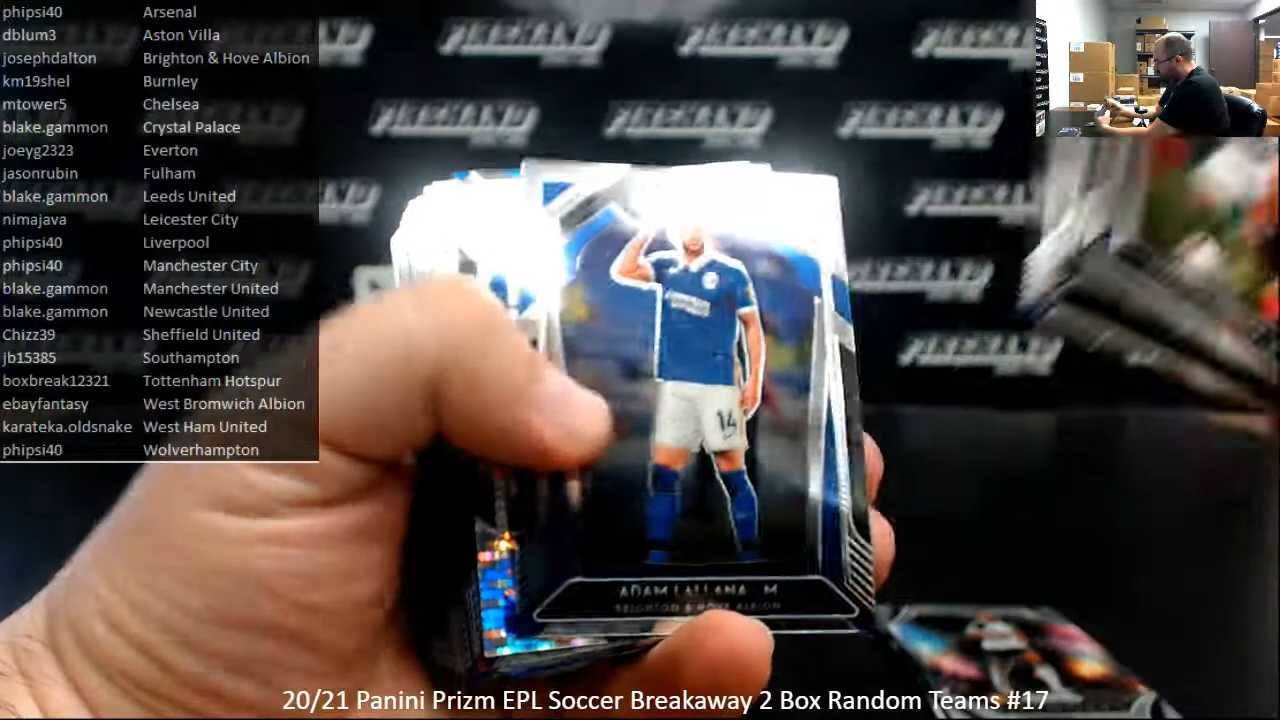 phipsi40 Arsenal
dblum3 Aston Villa
josephdalton Brighton & Hove Albion
km19shel Burnley
mtower5 Chelsea
blake.gammon Crystal Palace
joeyg2323 Everton
jasonrubin Fulham
blake.gammon Leeds United
nimajava Leicester City
phipsi40 Liverpool
phipsi40 Manchester City
blake.gammon Manchester United
blake.gammon Newcastle United
Chizz39 Sheffield United
jb15385 Southampton
boxbreak12321 Tottenham Hotspur
ebayfantasy West Bromwich Albion
karateka.oldsnake West Ham United
phipsi40 Wolverhampton
14
ADAM LALLANA M
BRIGHTON & HOVE ALBION
20/21 Panini Prizm EPL Soccer Breakaway 2 Box Random Teams #17